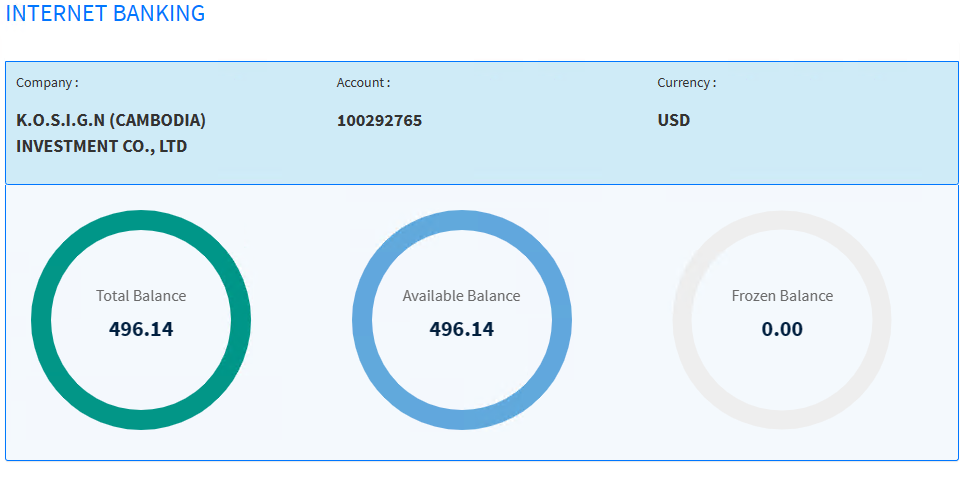 INTERNET BANKING
Company :
Account :
Currency :
K.O.S.I.G.N (CAMBODIA)
INVESTMENT CO., LTD
100292765
USD
Total Balance
496.14
Available Balance
496.14
Frozen Balance
0.00